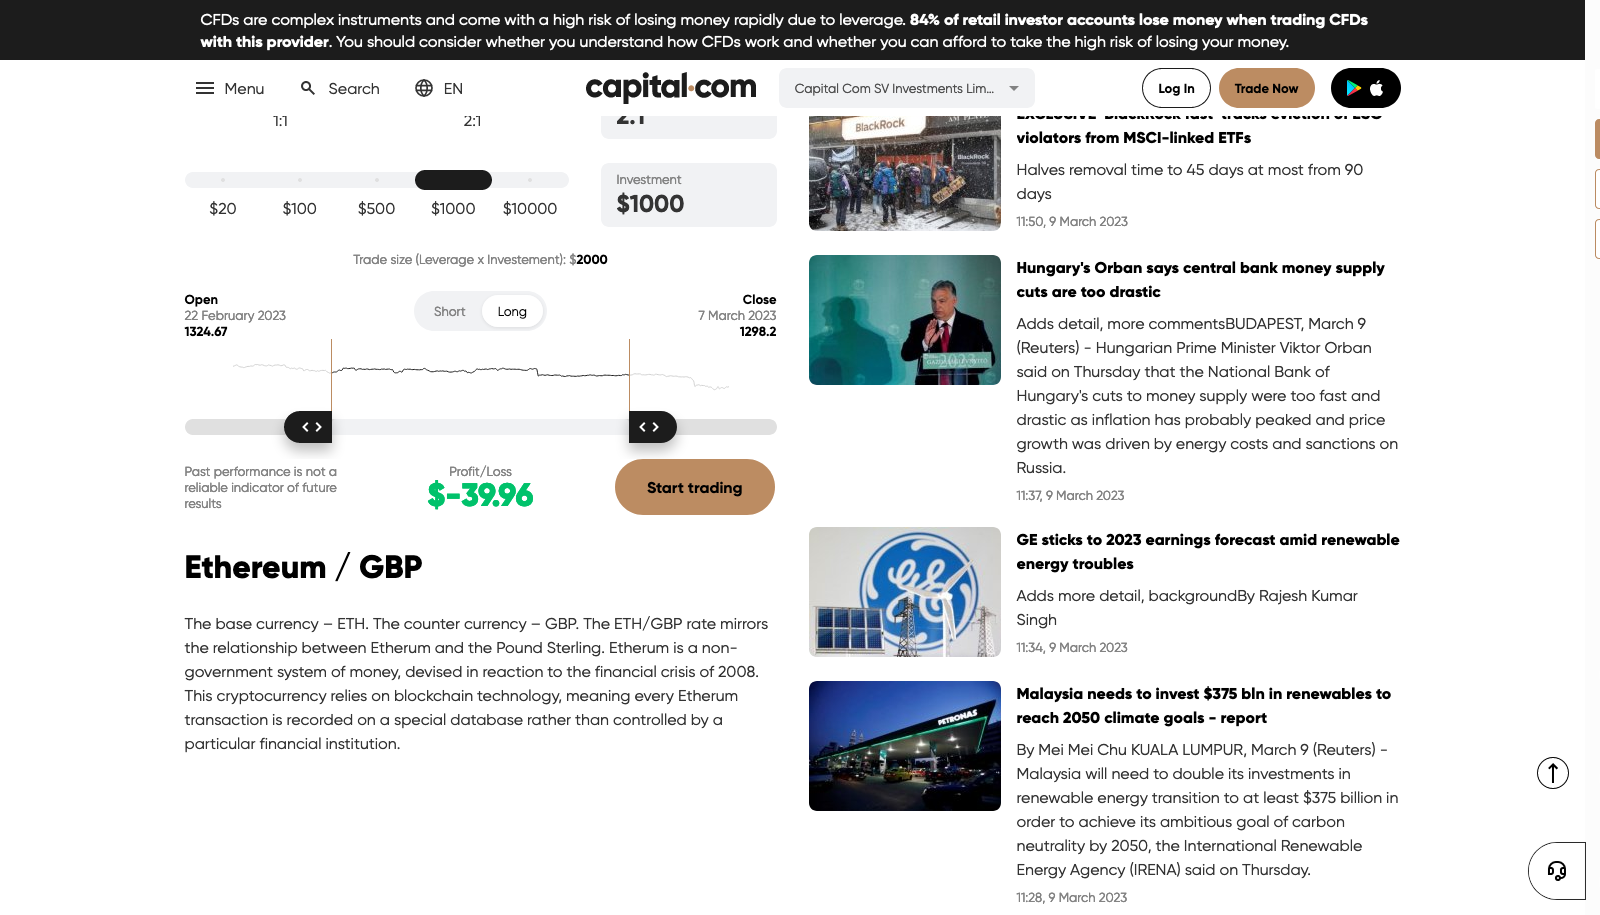 CFDs are complex instruments and come with a high risk of losing money rapidly due to leverage. 84% of retail investor accounts lose money when trading CFDs
with this provider. You should consider whether you understand how CFDs work and whether you can afford to take the high risk of losing your money.
Menu
Search
EN
capital.com
Capital Com SV Investments Lim...
Log In
Trade Now
1:1
2:1
2:1
$20
$100
$500
$1000
$10000
Investment
$1000
Trade size (Leverage x Investement): $2000
Open
22 February 2023
1324.67
Short
Long
Close
7 March 2023
1298.2
Past performance is not a
reliable indicator of future
results
Profit/Loss
$-39.96
Start trading
Ethereum / GBP
The base currency – ETH. The counter currency – GBP. The ETH/GBP rate mirrors
the relationship between Etherum and the Pound Sterling. Etherum is a non-
government system of money, devised in reaction to the financial crisis of 2008.
This cryptocurrency relies on blockchain technology, meaning every Etherum
transaction is recorded on a special database rather than controlled by a
particular financial institution.
BlackRock
BlackRock
EXCLUSIVE-BlackRock fast-tracks eviction of ESG
violators from MSCI-linked ETFs
Halves removal time to 45 days at most from 90
days
11:50, 9 March 2023
2023
Hungary's Orban says central bank money supply
cuts are too drastic
Adds detail, more commentsBUDAPEST, March 9
(Reuters) - Hungarian Prime Minister Viktor Orban
said on Thursday that the National Bank of
Hungary's cuts to money supply were too fast and
drastic as inflation has probably peaked and price
growth was driven by energy costs and sanctions on
Russia.
11:37, 9 March 2023
GE sticks to 2023 earnings forecast amid renewable
energy troubles
Adds more detail, backgroundBy Rajesh Kumar
Singh
11:34, 9 March 2023
PETRONAS
Malaysia needs to invest $375 bln in renewables to
reach 2050 climate goals - report
By Mei Mei Chu KUALA LUMPUR, March 9 (Reuters) -
Malaysia will need to double its investments in
renewable energy transition to at least $375 billion in
order to achieve its ambitious goal of carbon
neutrality by 2050, the International Renewable
Energy Agency (IRENA) said on Thursday.
11:28, 9 March 2023